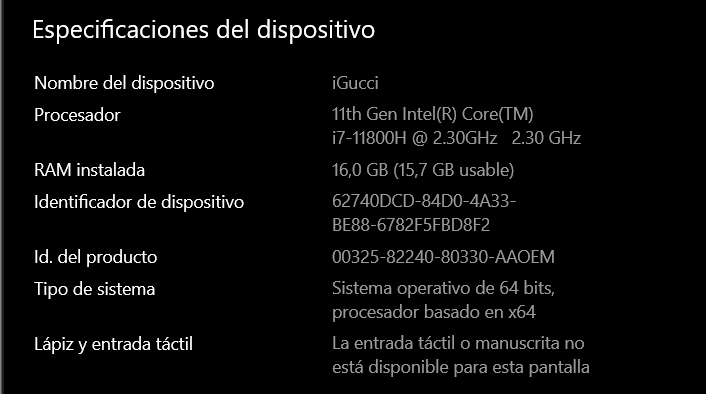 Especificaciones del dispositivo
Nombre del dispositivo iGucci
Procesador 11th Gen Intel(R) Core(TM)
i7-11800H @ 2.30GHz 2.30 GHz
RAM instalada 16,0 GB (15,7 GB usable)
Identificador de dispositivo 62740DCD-84D0-4A33-
BE88-6782F5FBD8F2
Id. del producto 00325-82240-80330-AAOEM
Tipo de sistema Sistema operativo de 64 bits,
procesador basado en x64
Lápiz y entrada táctil La entrada táctil o manuscrita no
está disponible para esta pantalla